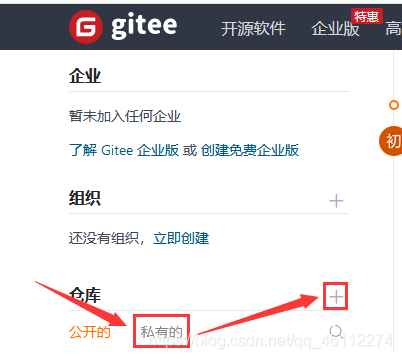 gitee 开源软件 企业版 特惠 高
企业
暂未加入任何企业
了解 Gitee 企业版 或 创建免费企业版
初
组织
还没有组织，立即创建
仓库
公开的 私有的
https://blog.csdn.net/qq_46112274